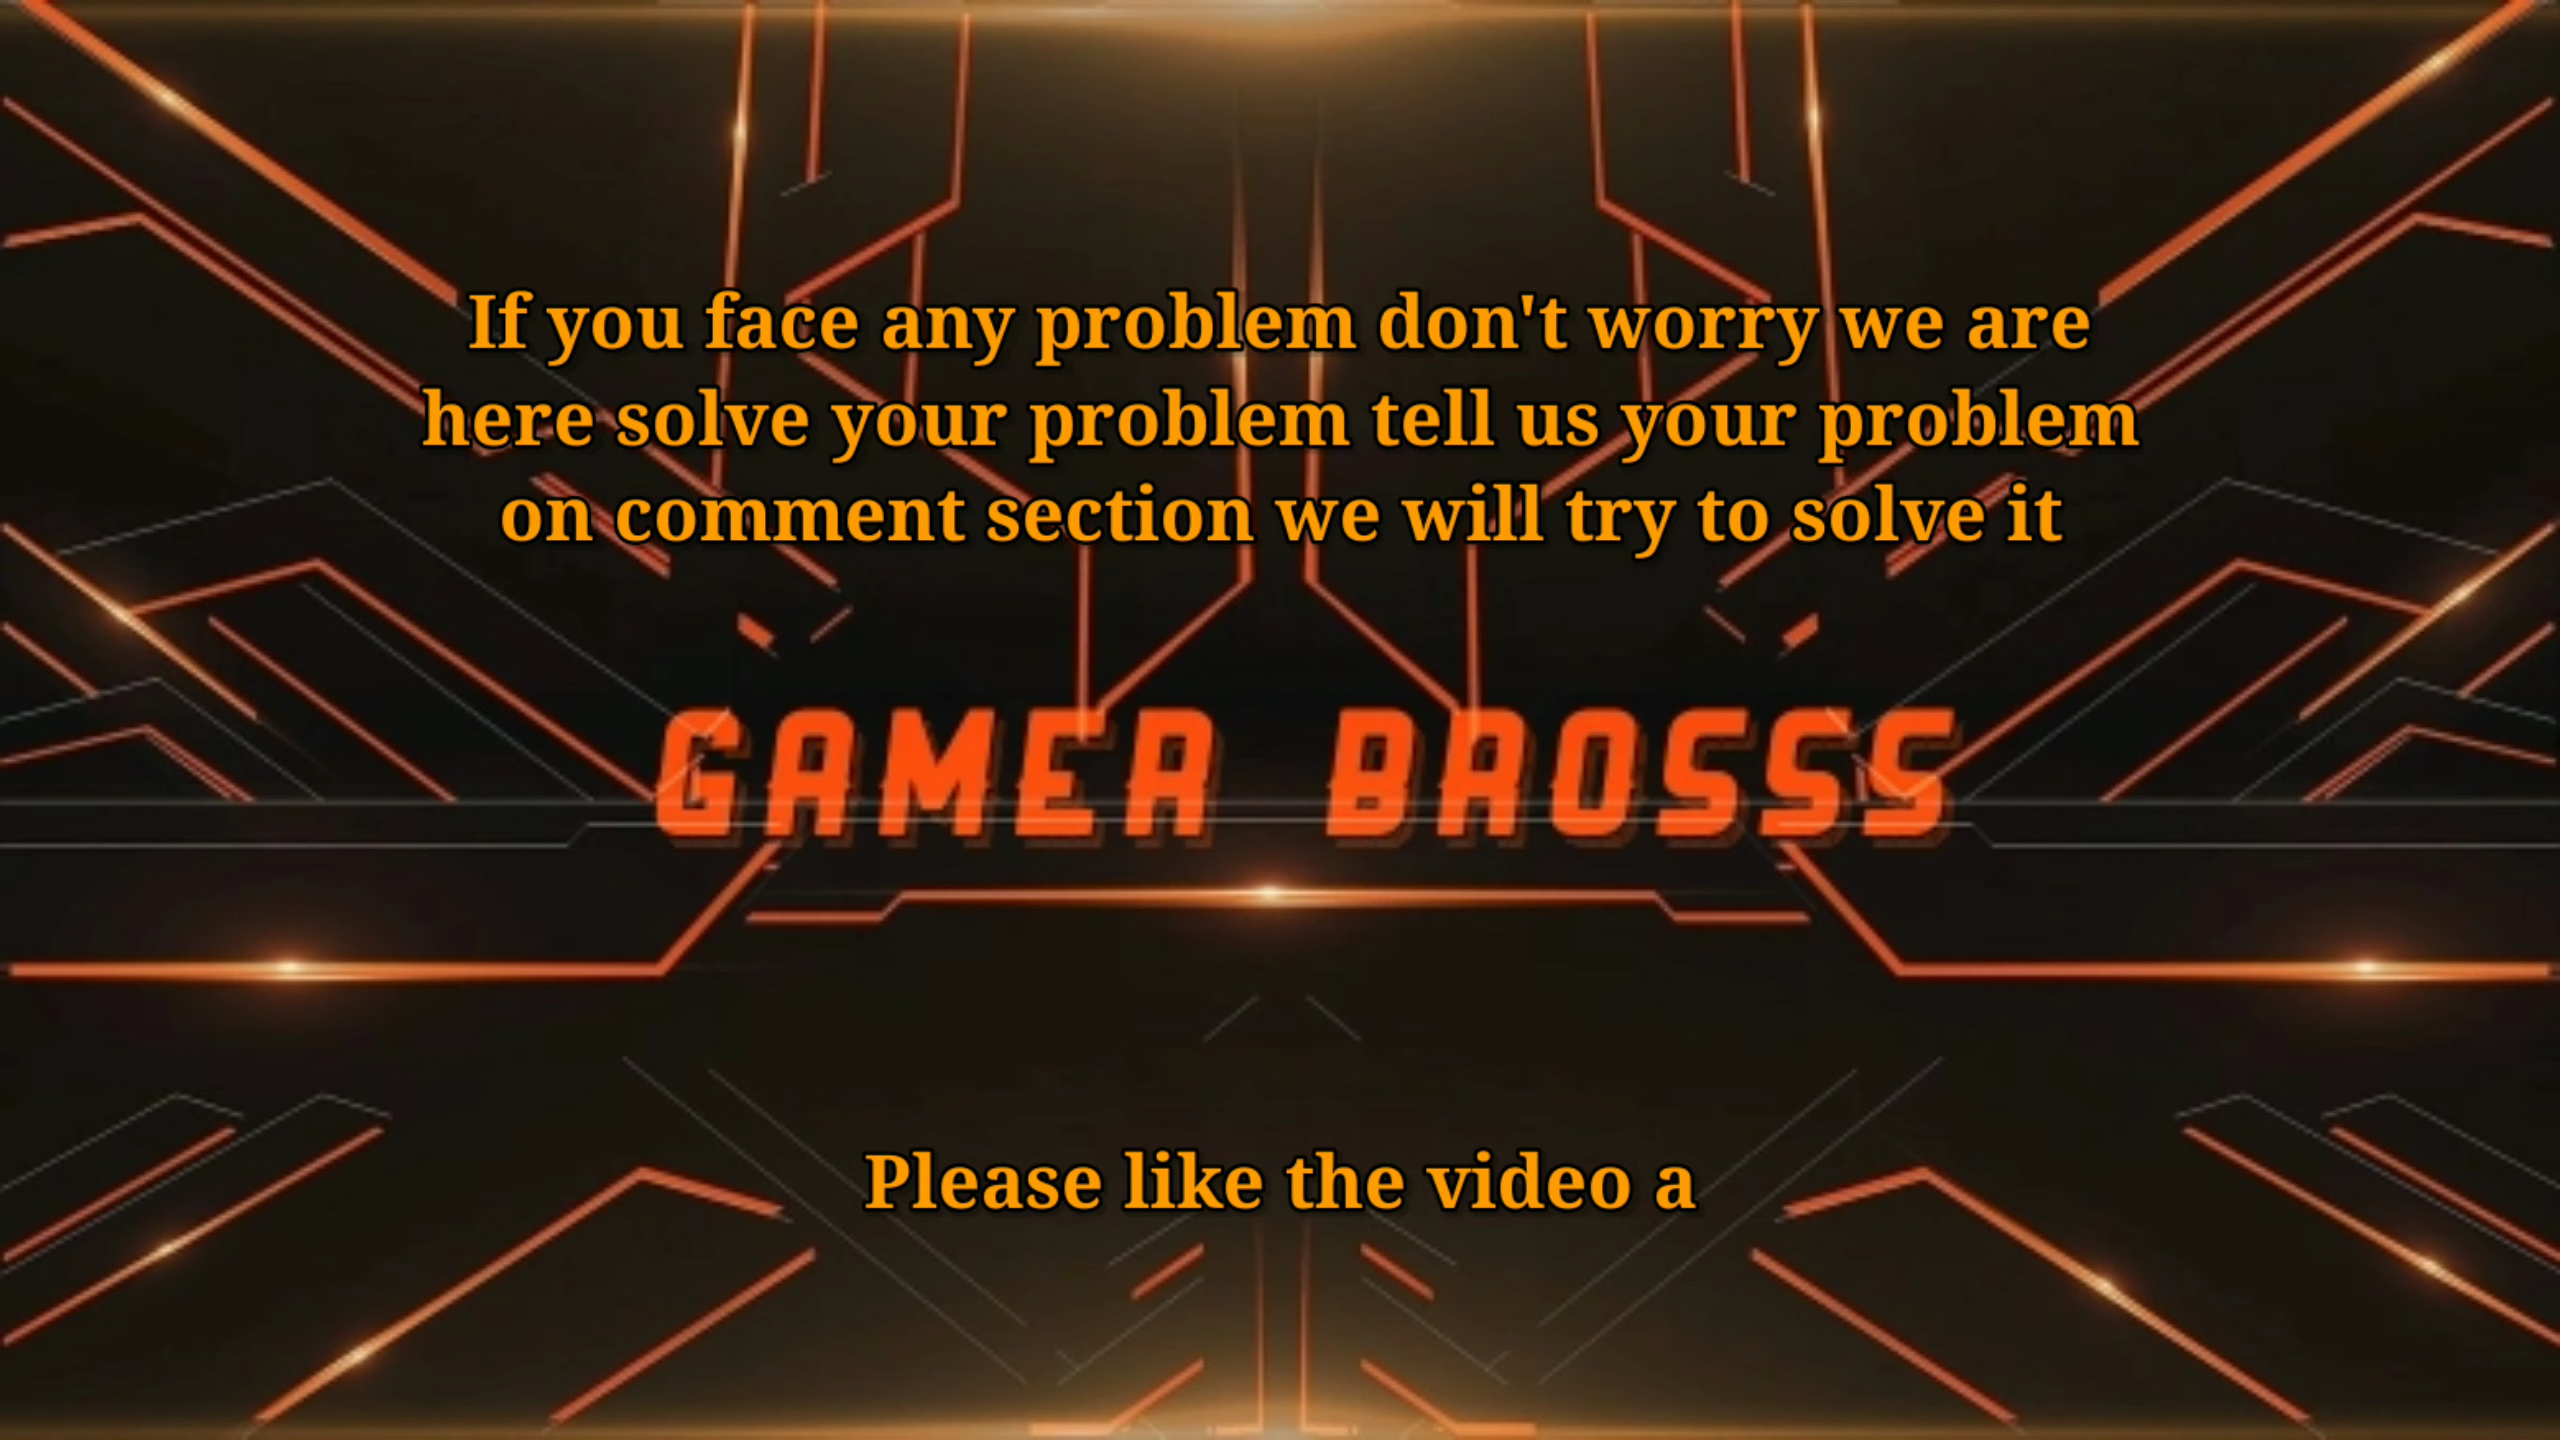 If you face any problem don't worry we are
here solve your problem tell us your problem
on comment section we will try to solve it
GAMER BROSSS
Please like the video a